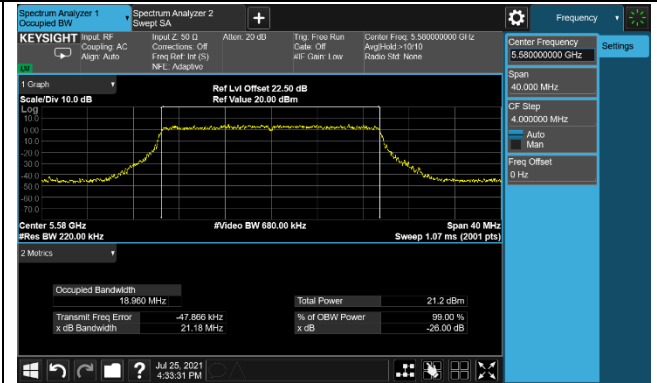 Spectrum Analyzer 1
Occupied BW
Spectrum Analyzer 2
Swept SA
Frequency
KEYSIGHT
Input: RF
Coupling: AC
Align: Auto
Input Z: 50 Ω
Corrections: Off
Freq Ref: Int (S)
NFE: Adaptive
Atten: 20 dB
Trig: Free Run
Gate: Off
#IF Gain: Low
Center Freq: 5.580000000 GHz
Avg|Hold:>10/10
Radio Std: None
Center Frequency
5.580000000 GHz
Settings
Span
40.000 MHz
CF Step
4.000000 MHz
Auto
Man
Freq Offset
0 Hz
1 Graph
Scale/Div 10.0 dB
Ref Lvl Offset 22.50 dB
Ref Value 20.00 dBm
Log
10.0
0.00
-10.0
-20.0
-30.0
-40.0
-50.0
-60.0
-70.0
Center 5.58 GHz
#Res BW 220.00 kHz
#Video BW 680.00 kHz
Span 40 MHz
Sweep 1.07 ms (2001 pts)
2 Metrics
Occupied Bandwidth
18.960 MHz
Total Power 21.2 dBm
Transmit Freq Error -47.866 kHz
% of OBW Power 99.00 %
x dB Bandwidth 21.18 MHz
x dB -26.00 dB
?
Jul 25, 2021
4:33:31 PM